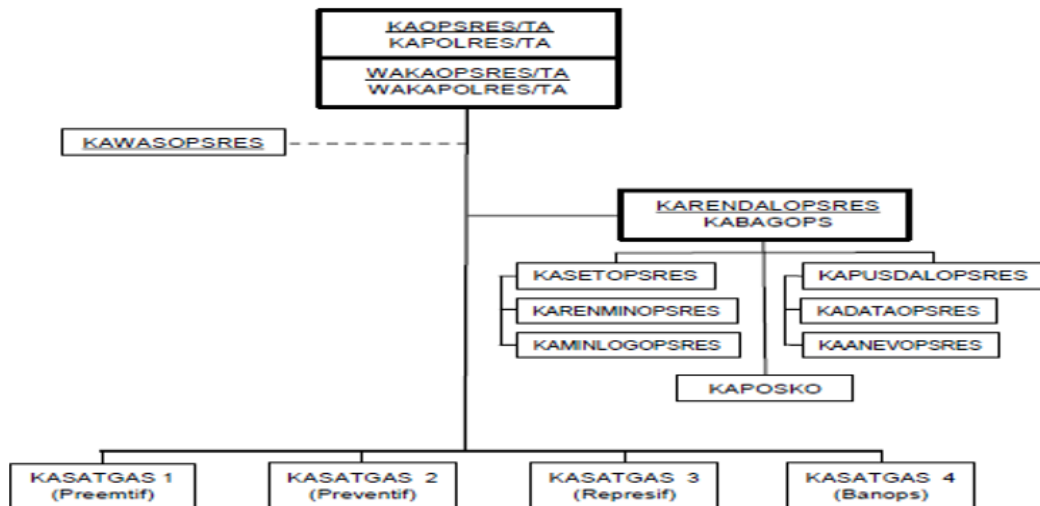 KAOPSRES/TA
KAPOLRES/TA
WAKAOPSRES/TA
WAKAPOLRES/TA
KAWASOPSRES
KARENDALOPSRES
KABAGOPS
KASETOPSRES
KARENMINOPSRES
KAMINLOGOPSRES
KAPUSDALOPSRES
KADATAOPSRES
KAANEVOPSRES
KAPOSKO
KASATGAS 1
(Preemtif)
KASATGAS 2
(Preventif)
KASATGAS 3
(Represif)
KASATGAS 4
(Banops)